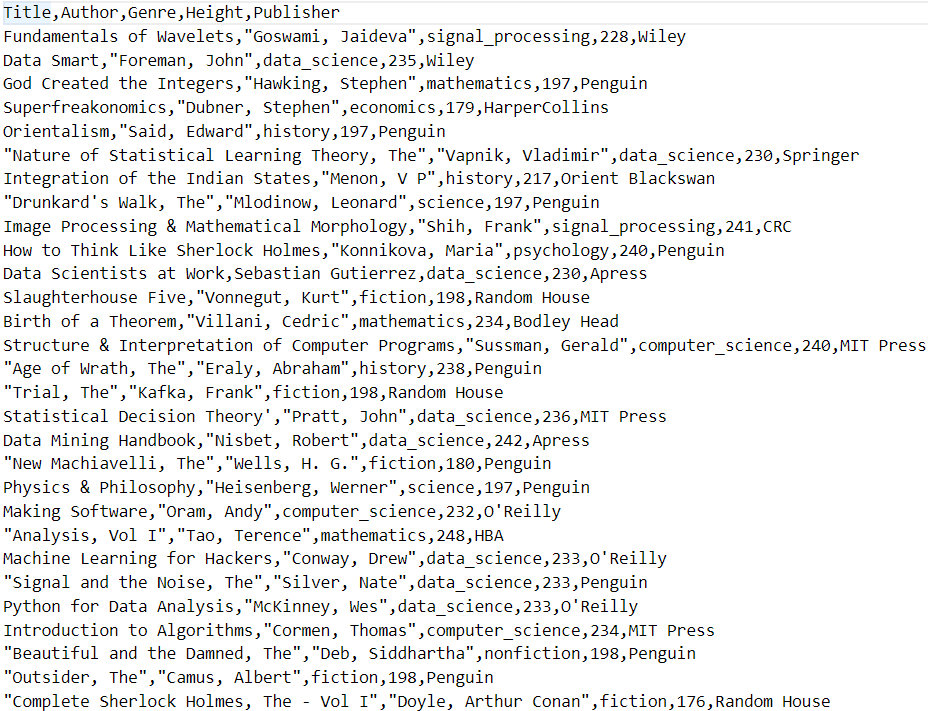 Title,Author,Genre,Height,Publisher
Fundamentals of Wavelets,"Goswami, Jaideva",signal_processing,228,Wiley
Data Smart,"Foreman, John",data_science,235,Wiley
God Created the Integers,"Hawking, Stephen",mathematics,197,Penguin
Superfreakonomics,"Dubner, Stephen",economics,179,HarperCollins
Orientalism,"Said, Edward",history,197,Penguin
"Nature of Statistical Learning Theory, The","Vapnik, Vladimir",data_science,230,Springer
Integration of the Indian States,"Menon, V P",history,217,Orient Blackswan
"Drunkard's Walk, The","Mlodinow, Leonard",science,197,Penguin
Image Processing & Mathematical Morphology,"Shih, Frank",signal_processing,241,CRC
How to Think Like Sherlock Holmes,"Konnikova, Maria",psychology,240,Penguin
Data Scientists at Work,Sebastian Gutierrez,data_science,230,Apress
Slaughterhouse Five,"Vonnegut, Kurt",fiction,198,Random House
Birth of a Theorem,"Villani, Cedric",mathematics,234,Bodley Head
Structure & Interpretation of Computer Programs,"Sussman, Gerald",computer_science,240,MIT Press
"Age of Wrath, The","Eraly, Abraham",history,238,Penguin
"Trial, The","Kafka, Frank",fiction,198,Random House
Statistical Decision Theory',"Pratt, John",data_science,236,MIT Press
Data Mining Handbook,"Nisbet, Robert",data_science,242,Apress
"New Machiavelli, The","Wells, H. G.",fiction,180,Penguin
Physics & Philosophy,"Heisenberg, Werner",science,197,Penguin
Making Software,"Oram, Andy",computer_science,232,O'Reilly
"Analysis, Vol I","Tao, Terence",mathematics,248,HBA
Machine Learning for Hackers,"Conway, Drew",data_science,233,O'Reilly
"Signal and the Noise, The","Silver, Nate",data_science,233,Penguin
Python for Data Analysis,"McKinney, Wes",data_science,233,O'Reilly
Introduction to Algorithms,"Cormen, Thomas",computer_science,234,MIT Press
"Beautiful and the Damned, The","Deb, Siddhartha",nonfiction,198,Penguin
"Outsider, The","Camus, Albert",fiction,198,Penguin
"Complete Sherlock Holmes, The - Vol I","Doyle, Arthur Conan",fiction,176,Random House